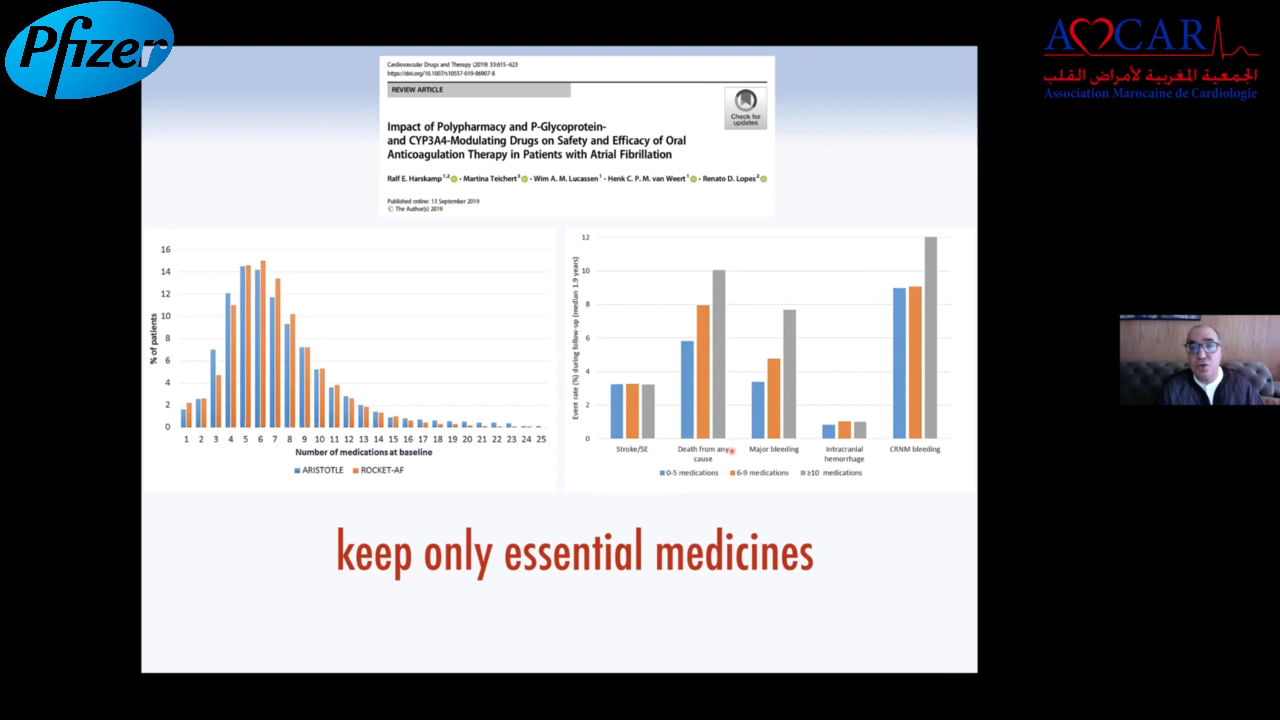 Pfizer
AMCAR
الجمعية المغربية لأمراض القلب
Association Marocaine de Cardiologie
Cardiovascular Drugs and Therapy (2019) 33:615–623
https://doi.org/10.1007/s10557-019-06907-8
REVIEW ARTICLE
Check for
updates
Impact of Polypharmacy and P-Glycoprotein-
and CYP3A4-Modulating Drugs on Safety and Efficacy of Oral
Anticoagulation Therapy in Patients with Atrial Fibrillation
Ralf E. Harskamp 1,2 · Martina Teichert 3 · Wim A. M. Lucassen 1 · Henk C. P. M. van Weert 1 · Renato D. Lopes 2
Published online: 13 September 2019
© The Author(s) 2019
16
14
12
10
8
6
4
2
0
% of patients
1 2 3 4 5 6 7 8 9 10 11 12 13 14 15 16 17 18 19 20 21 22 23 24 25
Number of medications at baseline
ARISTOTLE ROCKET-AF
12
10
8
6
4
2
0
Event rate (%) during follow-up (median 1.9 years)
Stroke/SE Death from any cause Major bleeding Intracranial hemorrhage CRNM bleeding
0-5 medications 6-9 medications ≥10 medications
keep only essential medicines